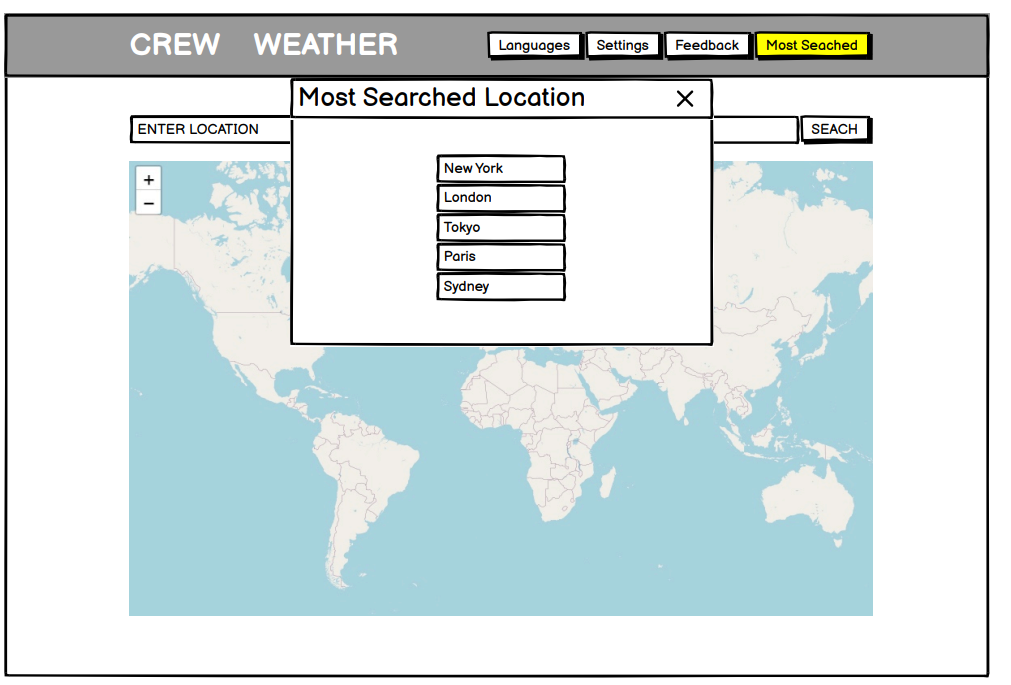 CREW WEATHER
Languages
Settings
Feedback
Most Seached
Most Searched Location
ENTER LOCATION
SEACH
+
−
New York
London
Tokyo
Paris
Sydney